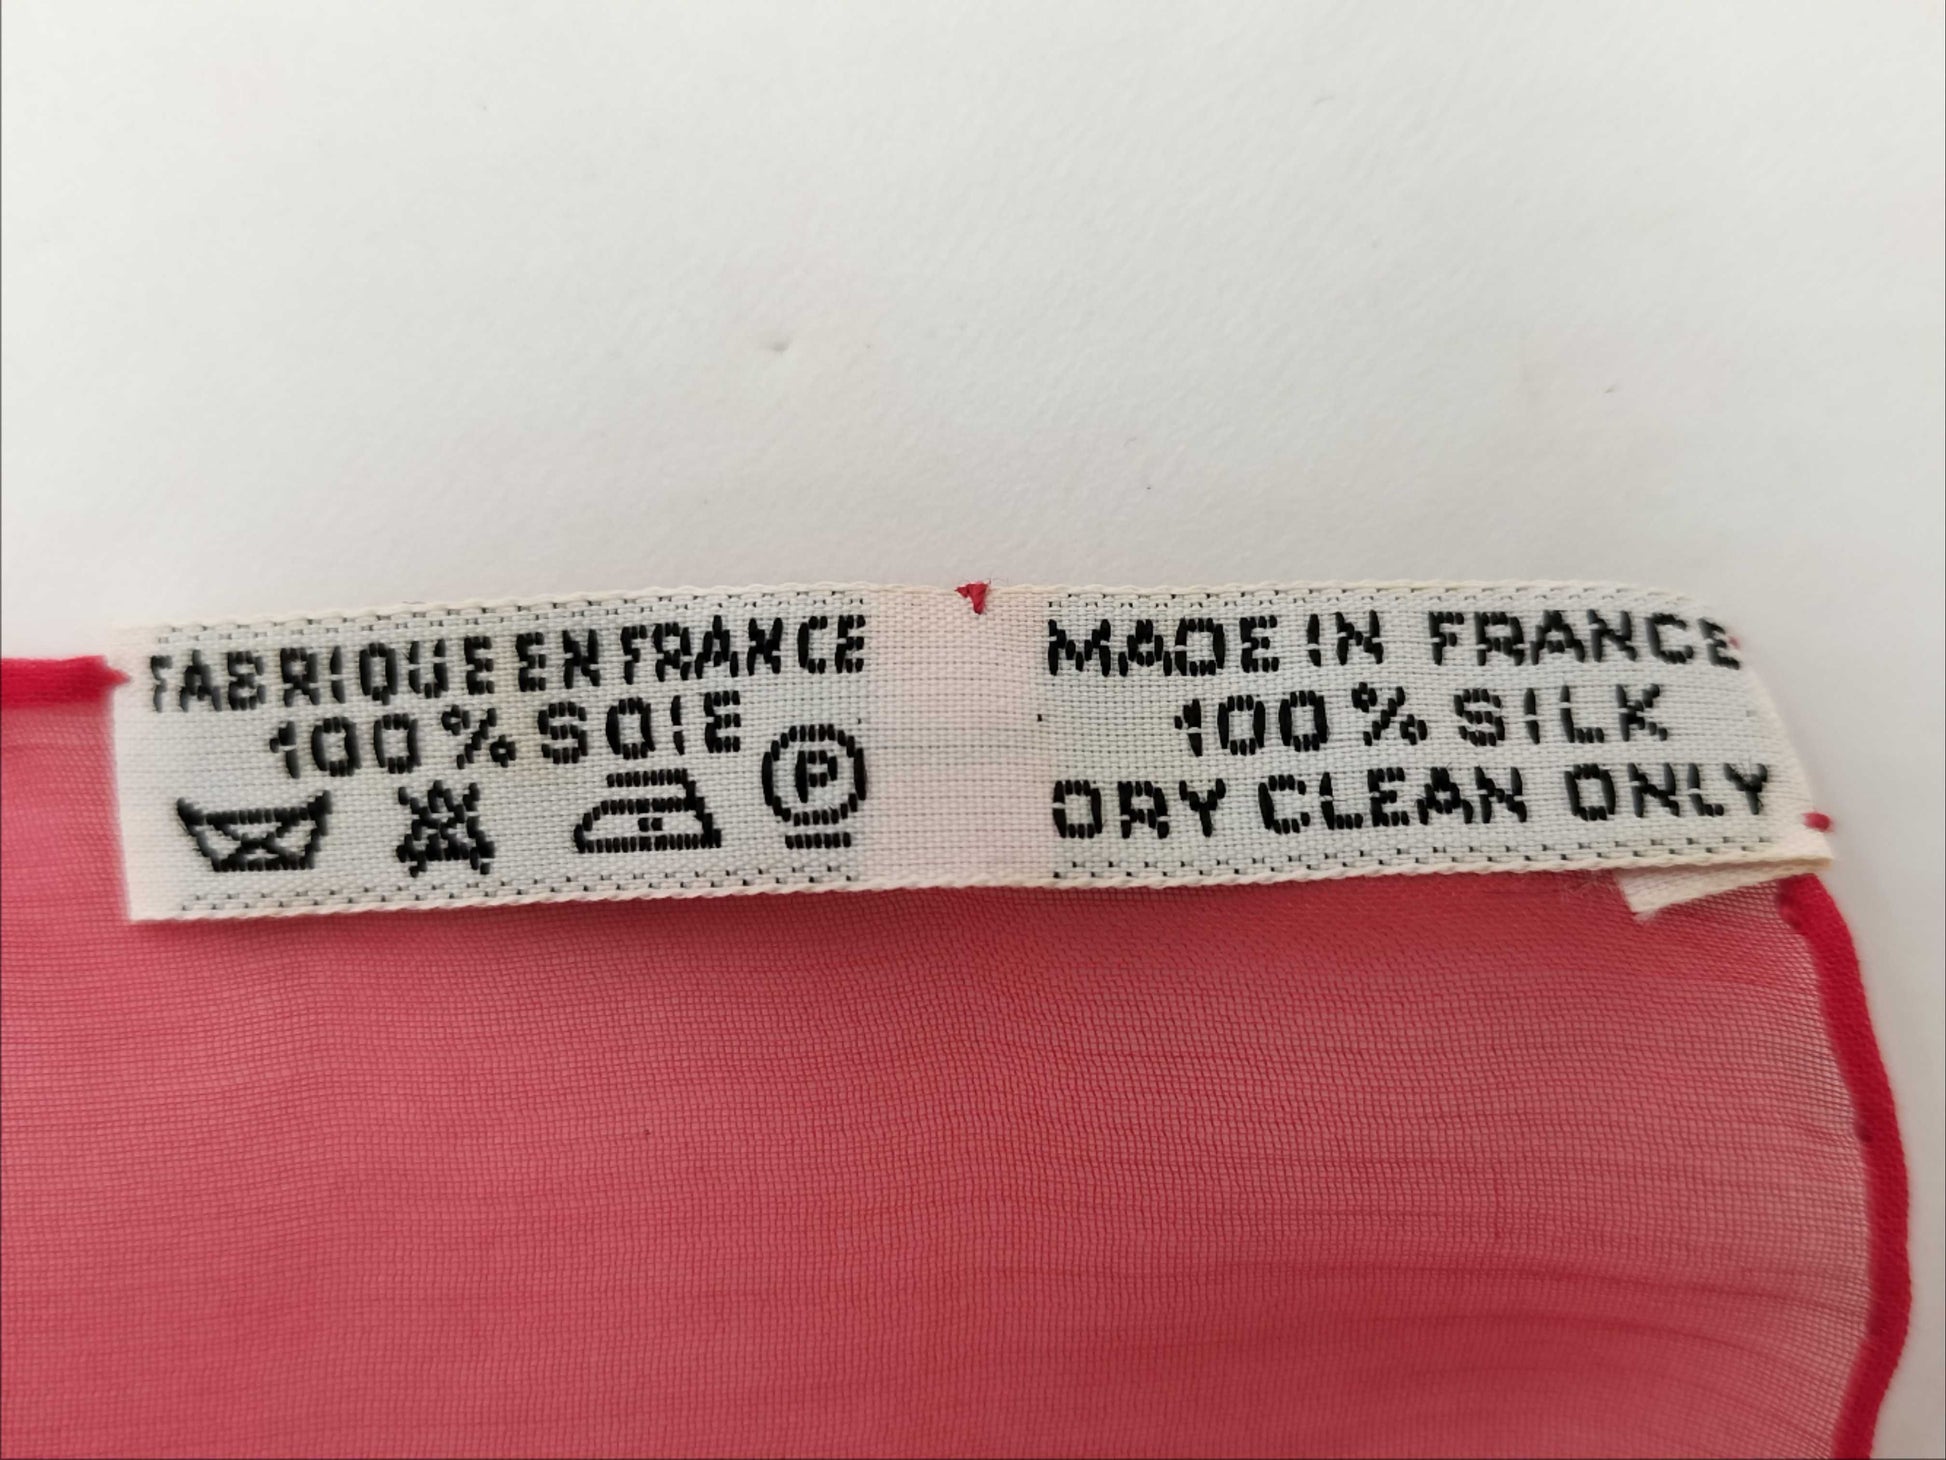 FABRIQUE EN FRANCE
100% SOIE
P
MADE IN FRANCE
100% SILK
DRY CLEAN ONLY